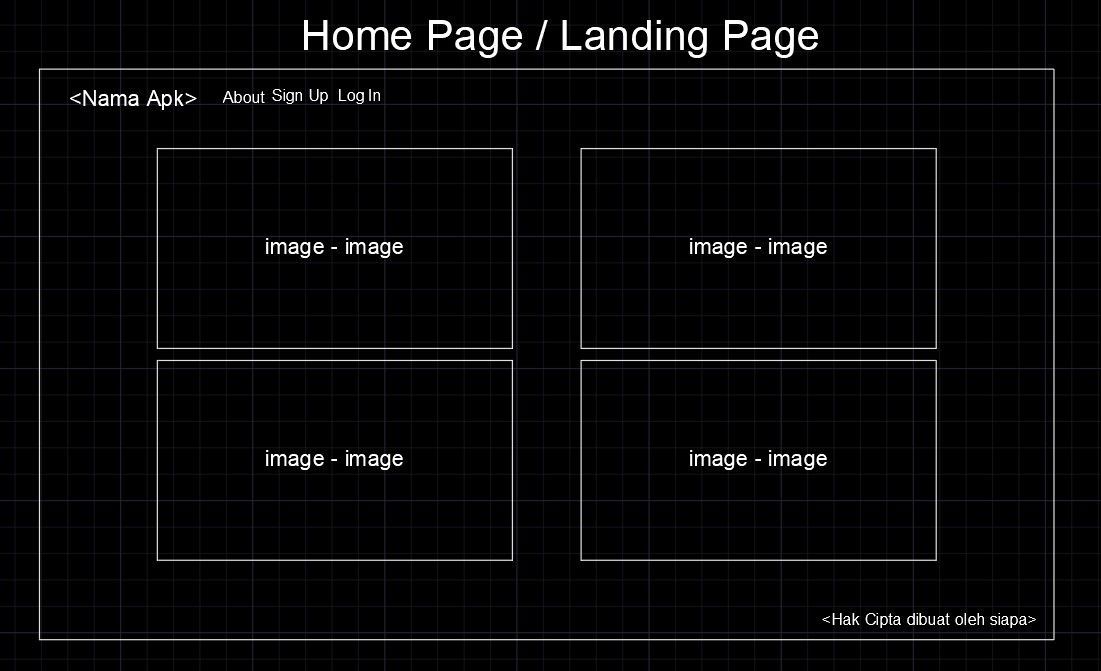 Home Page / Landing Page
<Nama Apk> About Sign Up Log In
image - image image - image
image - image image - image
<Hak Cipta dibuat oleh siapa>